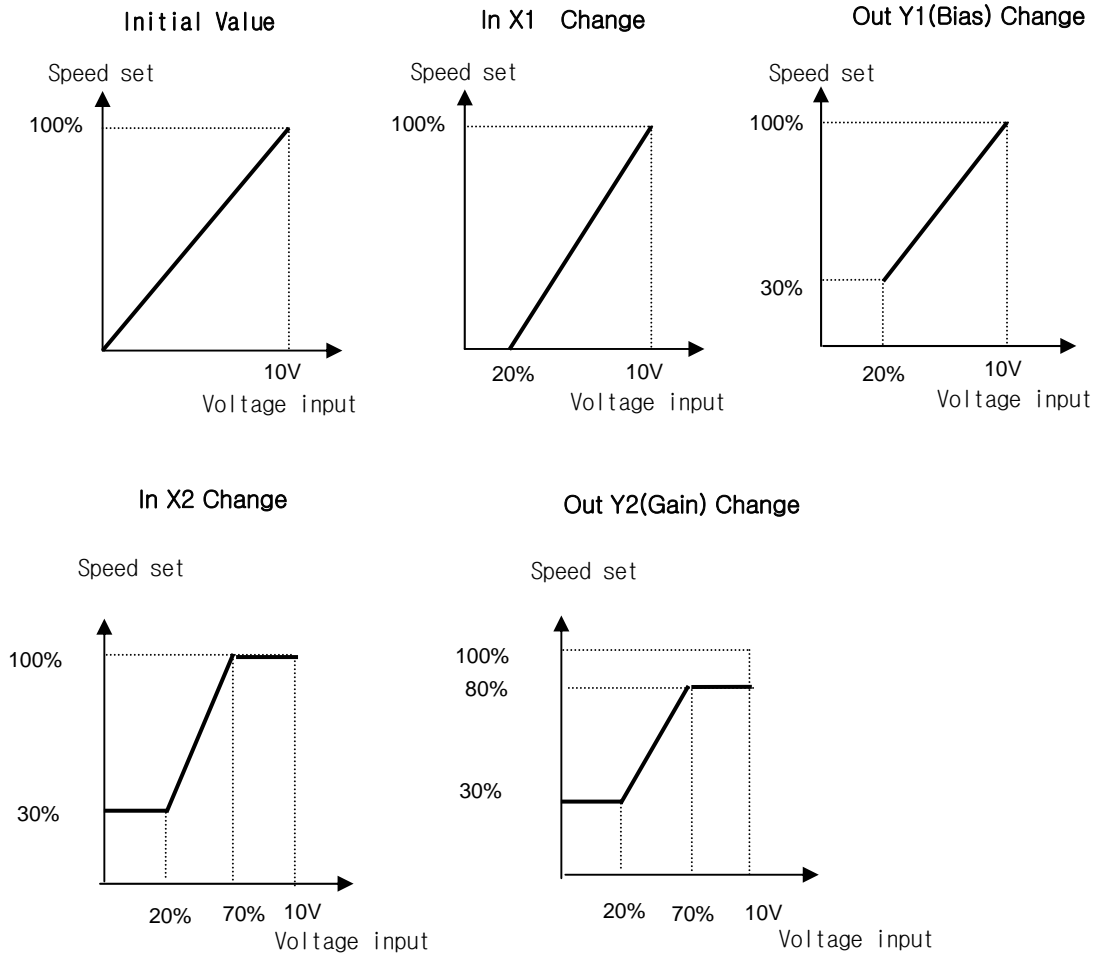 Initial Value
In X1 Change
Out Y1(Bias) Change
Speed set
Speed set
Speed set
100%
100%
100%
30%
10V
20%
10V
20%
10V
Voltage input
Voltage input
Voltage input
In X2 Change
Out Y2(Gain) Change
Speed set
Speed set
100%
30%
20%
70%
10V
Voltage input
100%
80%
30%
20%
70%
10V
Voltage input